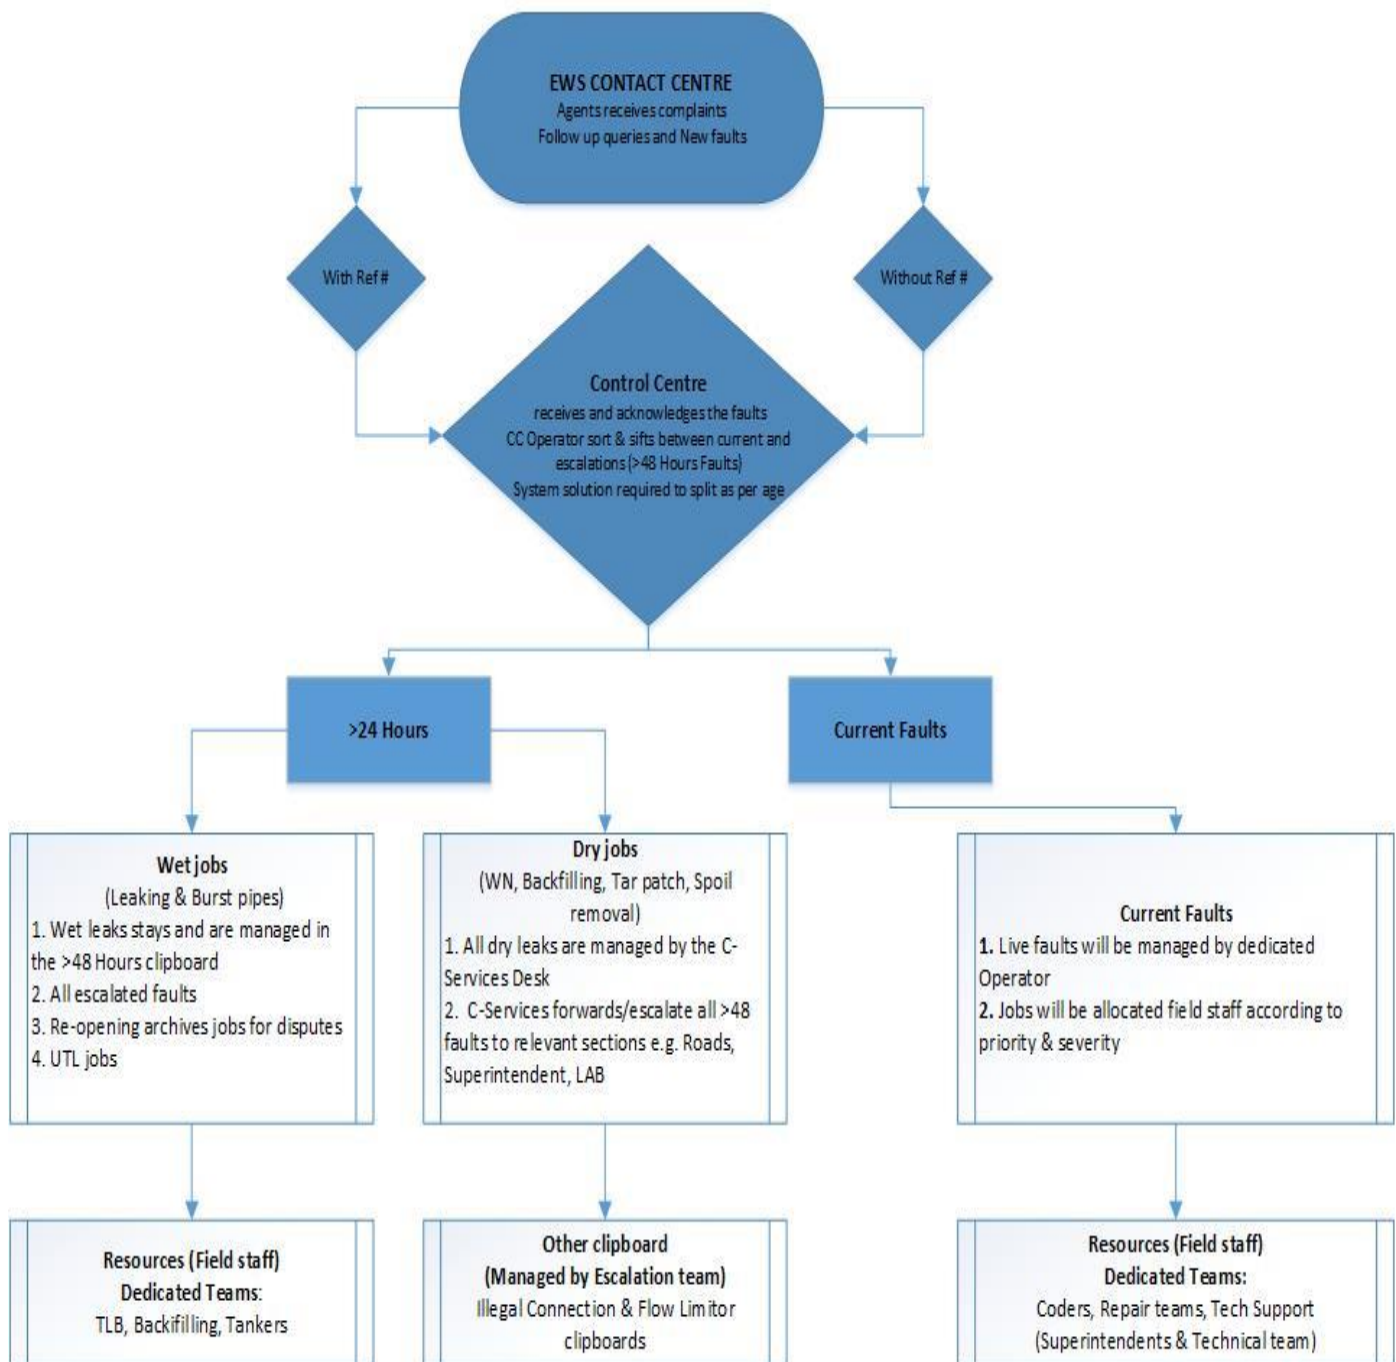 EWS CONTACT CENTRE
Agents receives complaints
Follow up queries and New faults
With Ref #
Without Ref #
Control Centre
receives and acknowledges the faults
CC Operator sort & sifts between current and
escalations (>48 Hours Faults)
System solution required to split as per age
>24 Hours
Current Faults
Wet jobs
(Leaking & Burst pipes)
1. Wet leaks stays and are managed in
the >48 Hours clipboard
2. All escalated faults
3. Re-opening archives jobs for disputes
4. UTL jobs
Dry jobs
(WN, Backfilling, Tar patch, Spoil
removal)
1. All dry leaks are managed by the C-
Services Desk
2. C-Services forwards/escalate all >48
faults to relevant sections e.g. Roads,
Superintendent, LAB
Current Faults
1. Live faults will be managed by dedicated
Operator
2. Jobs will be allocated field staff according to
priority & severity
Resources (Field staff)
Dedicated Teams:
TLB, Backifilling, Tankers
Other clipboard
(Managed by Escalation team)
Illegal Connection & Flow Limitor
clipboards
Resources (Field staff)
Dedicated Teams:
Coders, Repair teams, Tech Support
(Superintendents & Technical team)